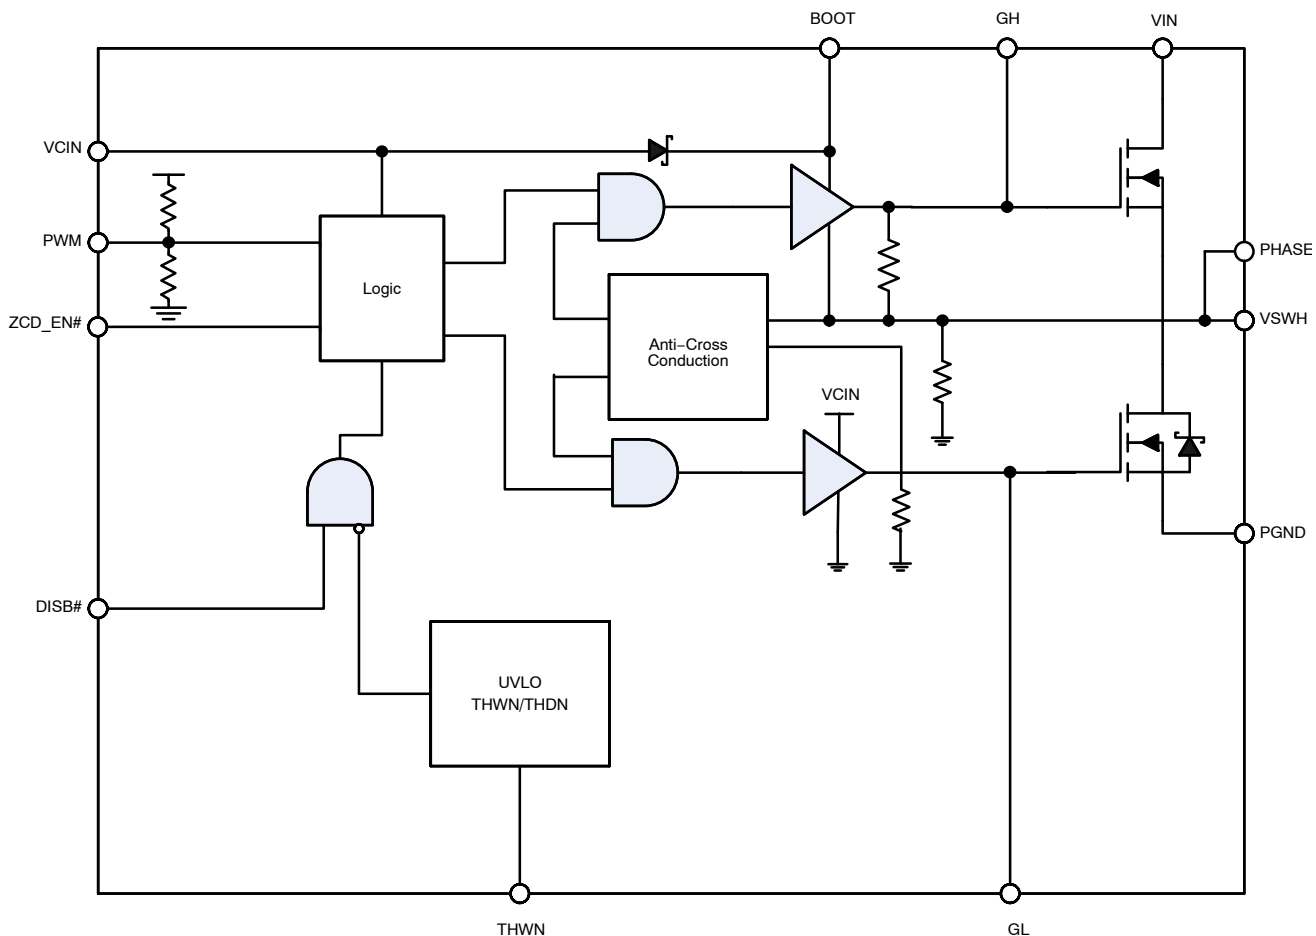 BOOT
GH
VIN
VCIN
PWM
ZCD_EN#
Logic
Anti−Cross
Conduction
VCIN
PHASE
VSWH
PGND
DISB#
UVLO
THWN/THDN
THWN
GL